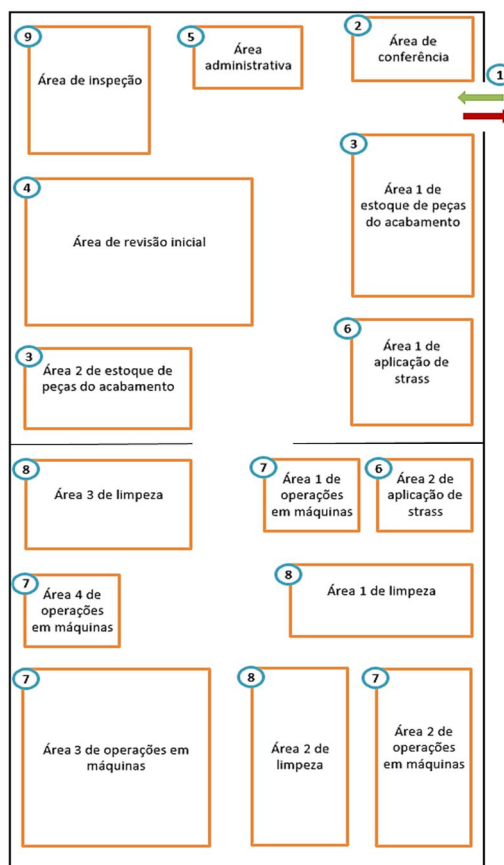 9
Área de inspeção
5
Área
administrativa
2
Área de
conferência
1
3
Área 1 de
estoque de peças
do acabamento
4
Área de revisão inicial
6
Área 1 de
aplicação de
strass
3
Área 2 de estoque de
peças do acabamento
8
Área 3 de limpeza
7
Área 1 de
operações
em máquinas
6
Área 2 de
aplicação de
strass
7
Área 4 de
operações
em máquinas
8
Área 1 de limpeza
7
Área 3 de operações em
máquinas
8
Área 2 de
limpeza
7
Área 2 de
operações
em máquinas